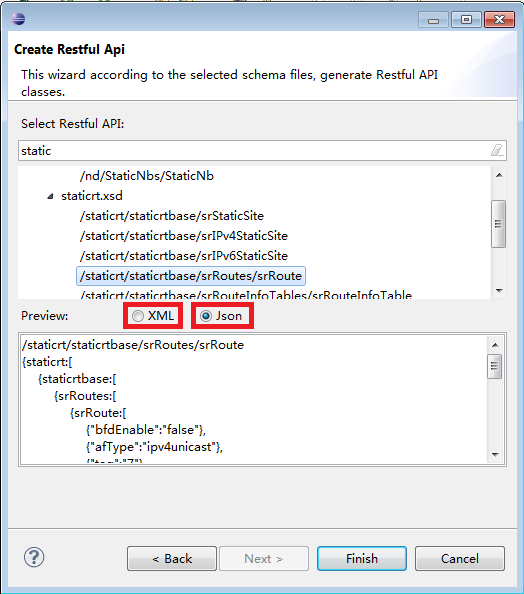 Create Restful Api
This wizard according to the selected schema files, generate Restful API
classes.
Select Restful API:
static
/nd/StaticNbs/StaticNb
staticrt.xsd
/staticrt/staticrtbase/srStaticSite
/staticrt/staticrtbase/srIPv4StaticSite
/staticrt/staticrtbase/srIPv6StaticSite
/staticrt/staticrtbase/srRoutes/srRoute
/staticrt/staticrtbase/srRouteInfoTables/srRouteInfoTable
Preview: XML Json
/staticrt/staticrtbase/srRoutes/srRoute
{staticrt:[
{staticrtbase:[
{srRoutes:[
{srRoute:[
{"bfdEnable":"false"},
{"afType":"ipv4unicast"},
{"tag":"7"}
? < Back Next > Finish Cancel